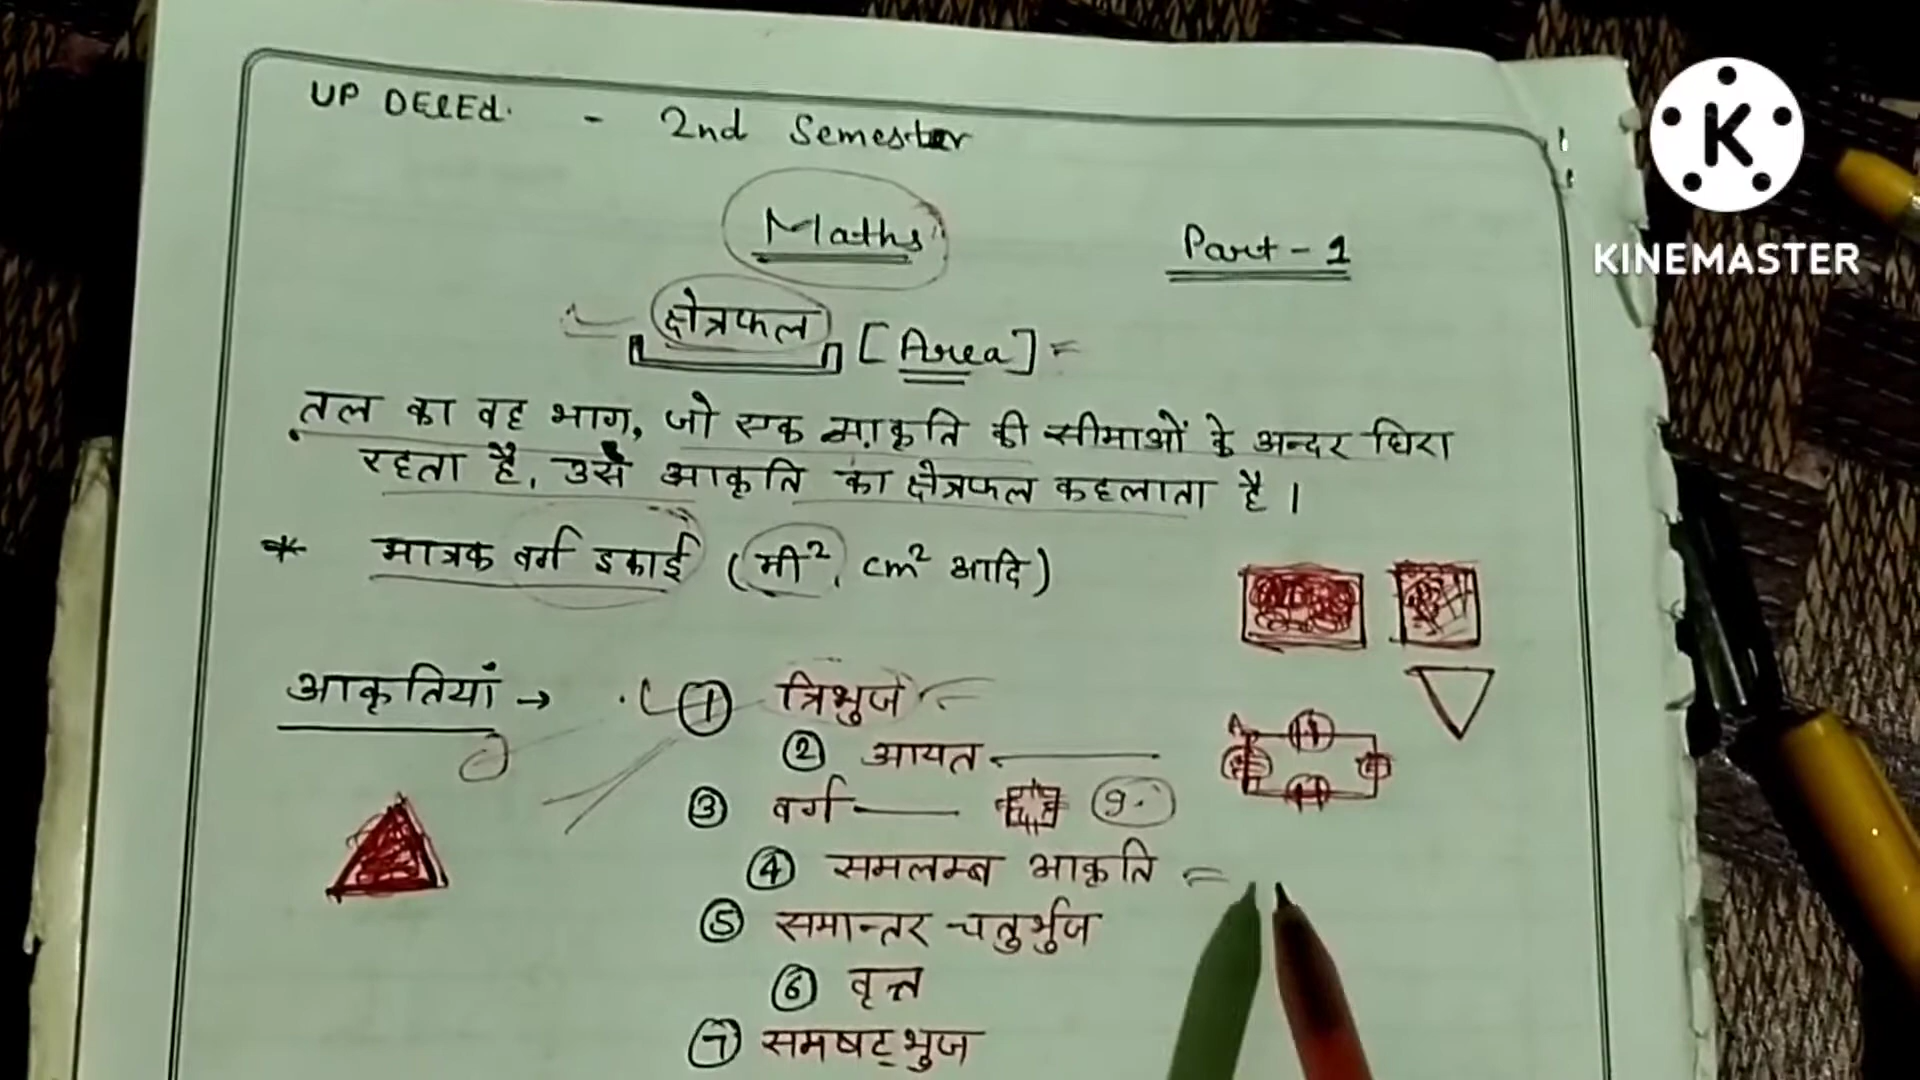 UP DELEd. - 2nd Semester
K
KINEMASTER
Maths
Part - 1
क्षेत्रफल [Area] =
तल का वह भाग, जो एक आकृति की सीमाओं के अन्दर घिरा
रहता है, उसे आकृति का क्षेत्रफल कहलाता है।
* मात्रक वर्ग इकाई (मी², cm² आदि)
आकृतियां → ① त्रिभुज
② आयत
③ वर्ग
④ समलम्ब आकृति =
⑤ समान्तर चतुर्भुज
⑥ वृत्त
⑦ समषट्भुज